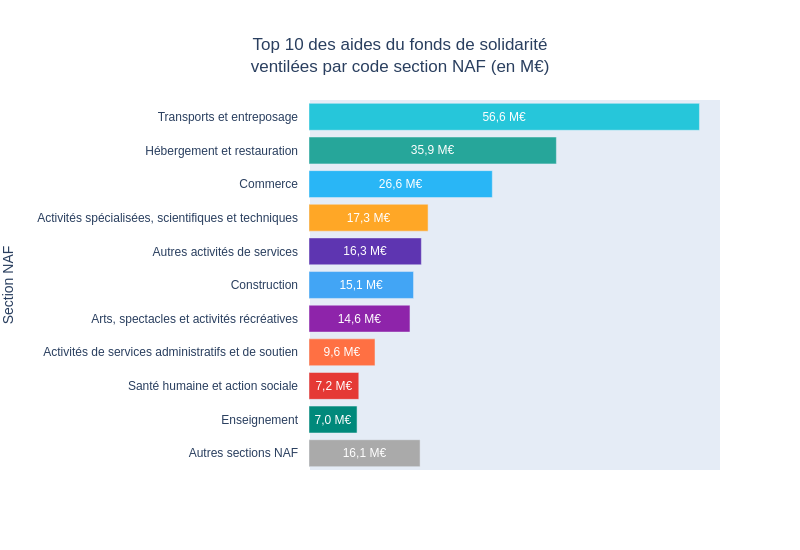 Top 10 des aides du fonds de solidarité
ventilées par code section NAF (en M€)
Section NAF
Transports et entreposage 56,6 M€
Hébergement et restauration 35,9 M€
Commerce 26,6 M€
Activités spécialisées, scientifiques et techniques 17,3 M€
Autres activités de services 16,3 M€
Construction 15,1 M€
Arts, spectacles et activités récréatives 14,6 M€
Activités de services administratifs et de soutien 9,6 M€
Santé humaine et action sociale 7,2 M€
Enseignement 7,0 M€
Autres sections NAF 16,1 M€